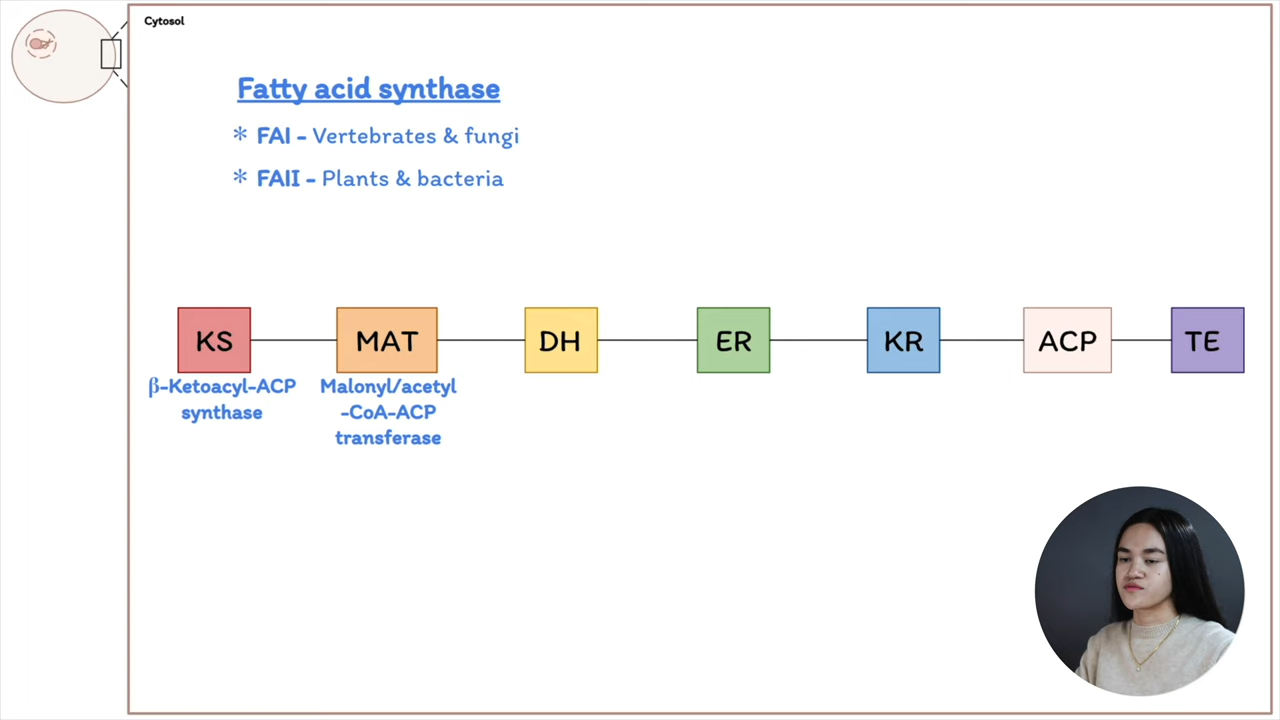 Cytosol
Fatty acid synthase
* FAI - Vertebrates & fungi
* FAII - Plants & bacteria
KS MAT DH ER KR ACP TE
β-Ketoacyl-ACP
synthase
Malonyl/acetyl
-CoA-ACP
transferase